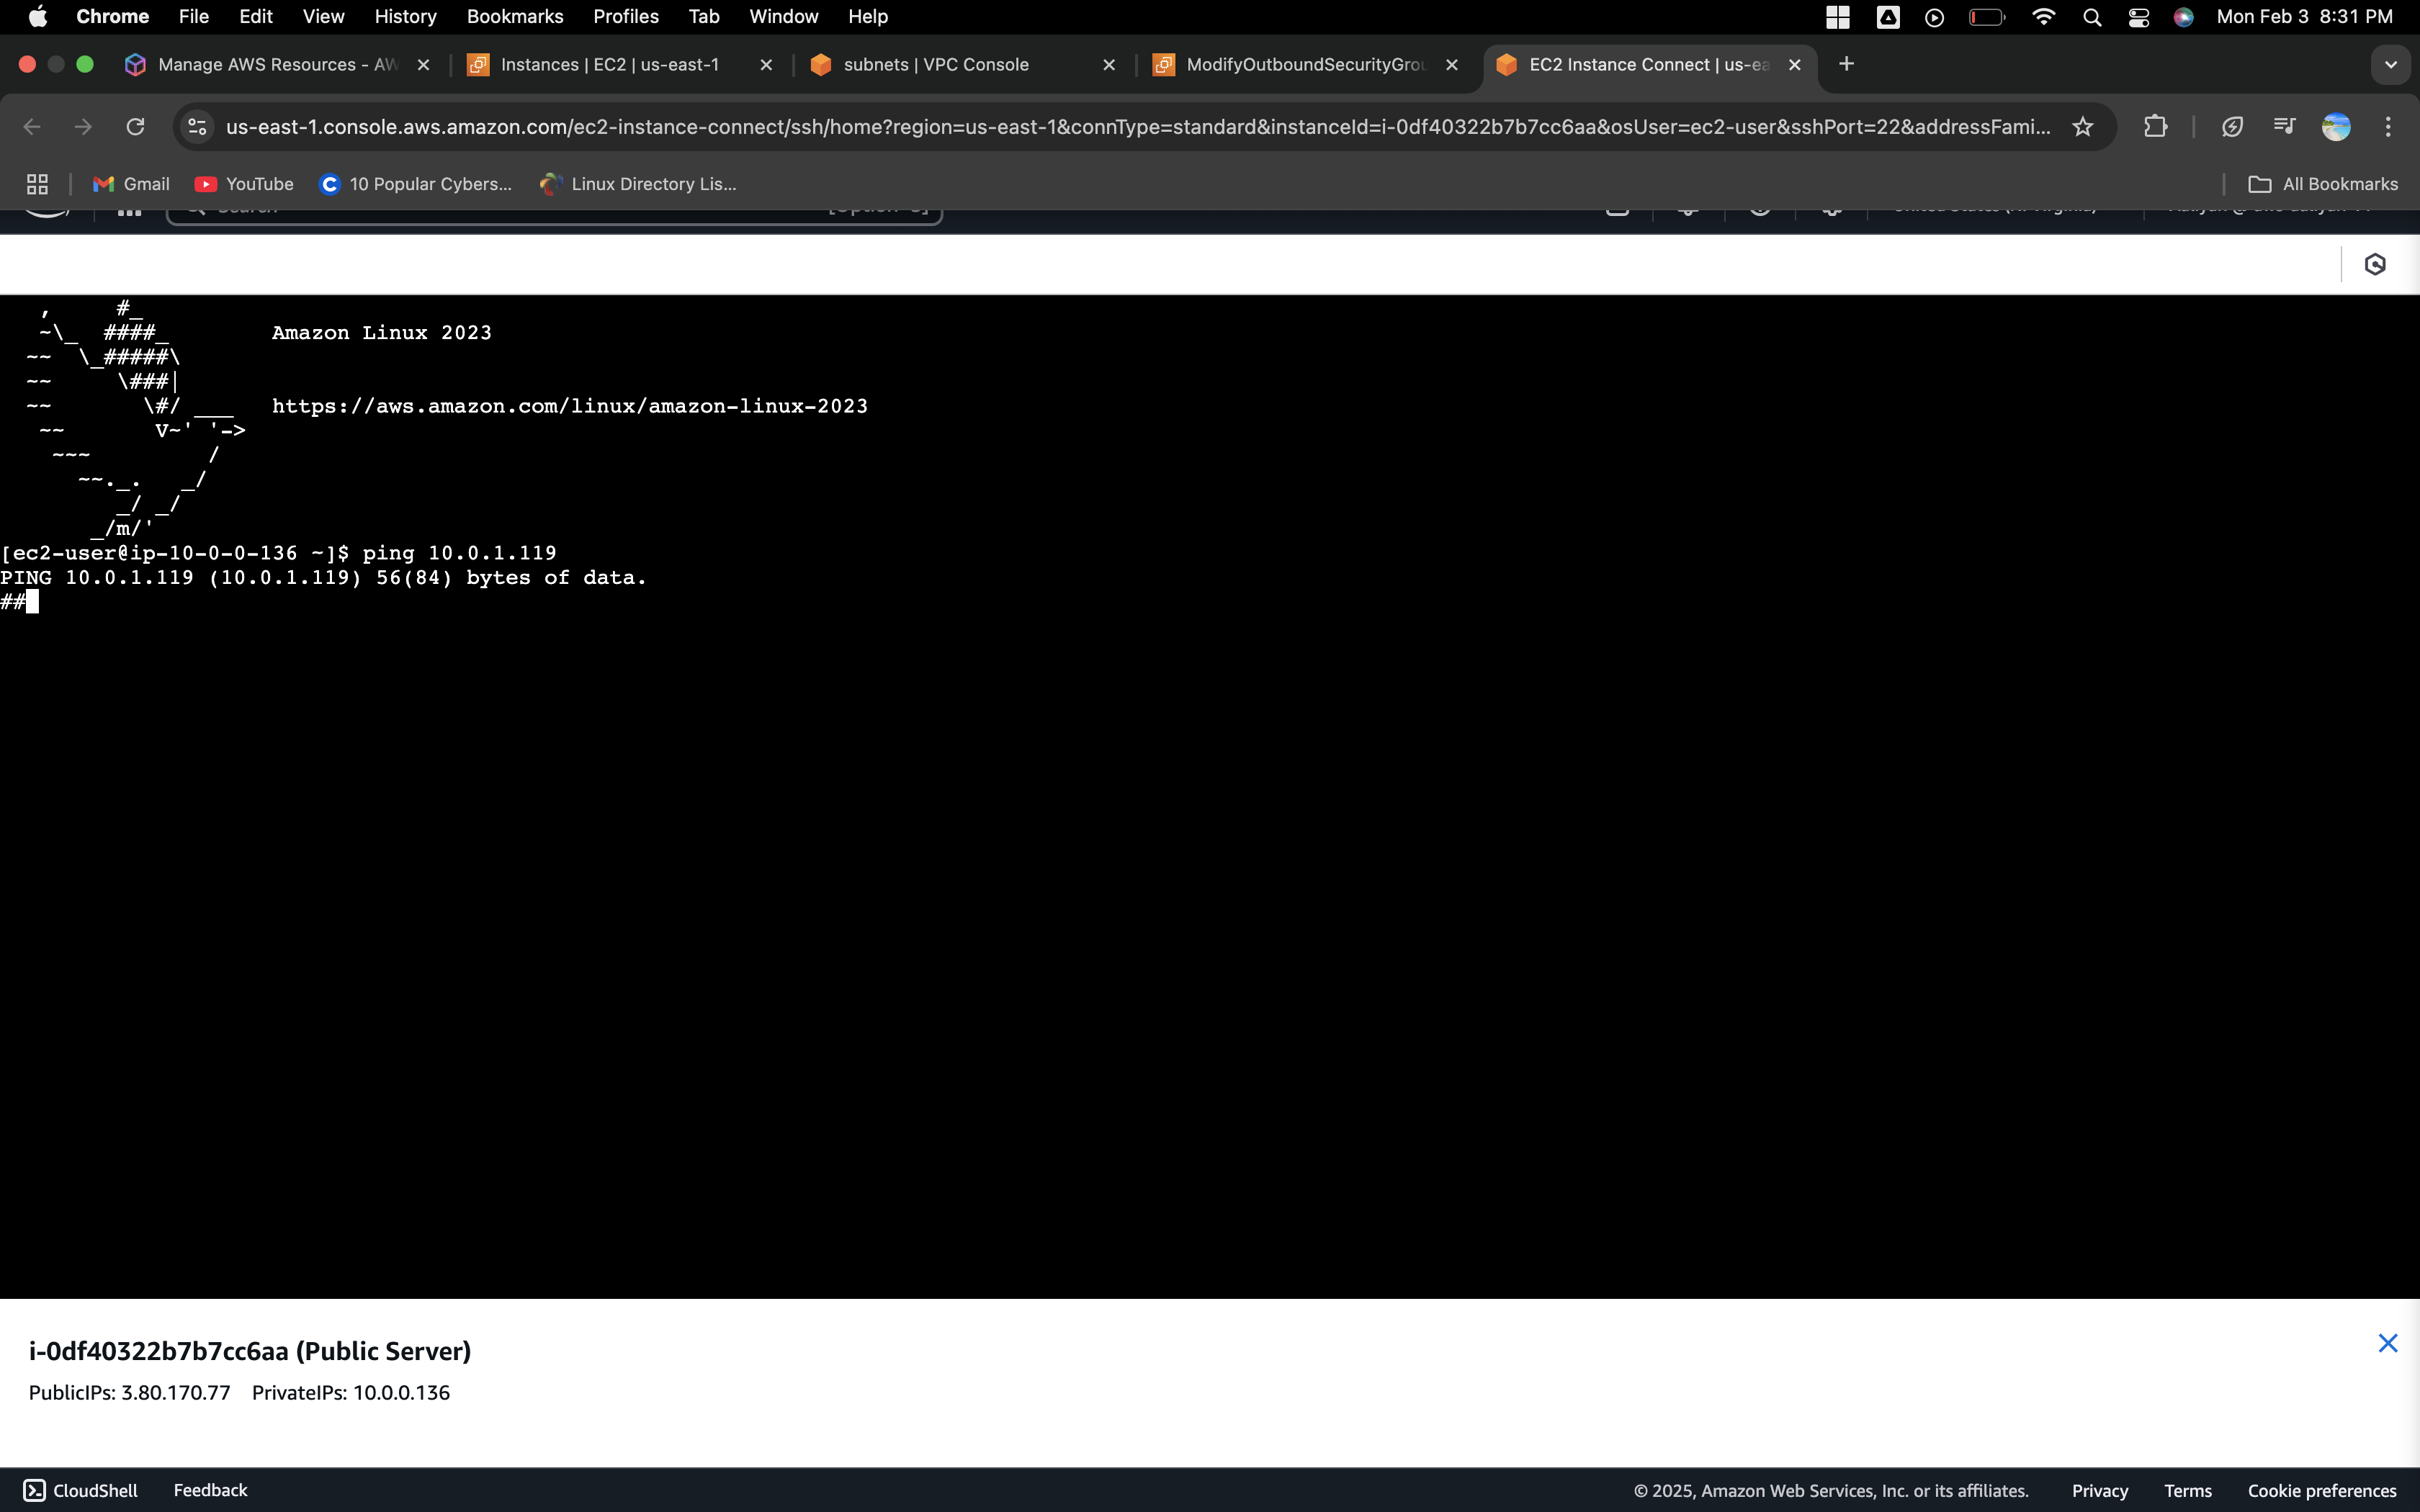 Chrome File Edit View History Bookmarks Profiles Tab Window Help Mon Feb 3 8:31 PM
Manage AWS Resources - AW Instances | EC2 | us-east-1 subnets | VPC Console ModifyOutboundSecurityGrou EC2 Instance Connect | us-ea
us-east-1.console.aws.amazon.com/ec2-instance-connect/ssh/home?region=us-east-1&connType=standard&instanceId=i-0df40322b7b7cc6aa&osUser=ec2-user&sshPort=22&addressFami...
Gmail YouTube 10 Popular Cybers... Linux Directory Lis... All Bookmarks
   ,     #_
   ~\_  ####_        Amazon Linux 2023
  ~~  \_#####\
  ~~     \###|
  ~~       \#/ ___   https://aws.amazon.com/linux/amazon-linux-2023
   ~~       V~' '->
    ~~~         /
      ~~._.   _/
         _/ _/
       _/m/'
[ec2-user@ip-10-0-0-136 ~]$ ping 10.0.1.119
PING 10.0.1.119 (10.0.1.119) 56(84) bytes of data.
##
i-0df40322b7b7cc6aa (Public Server)
PublicIPs: 3.80.170.77 PrivateIPs: 10.0.0.136
CloudShell Feedback © 2025, Amazon Web Services, Inc. or its affiliates. Privacy Terms Cookie preferences